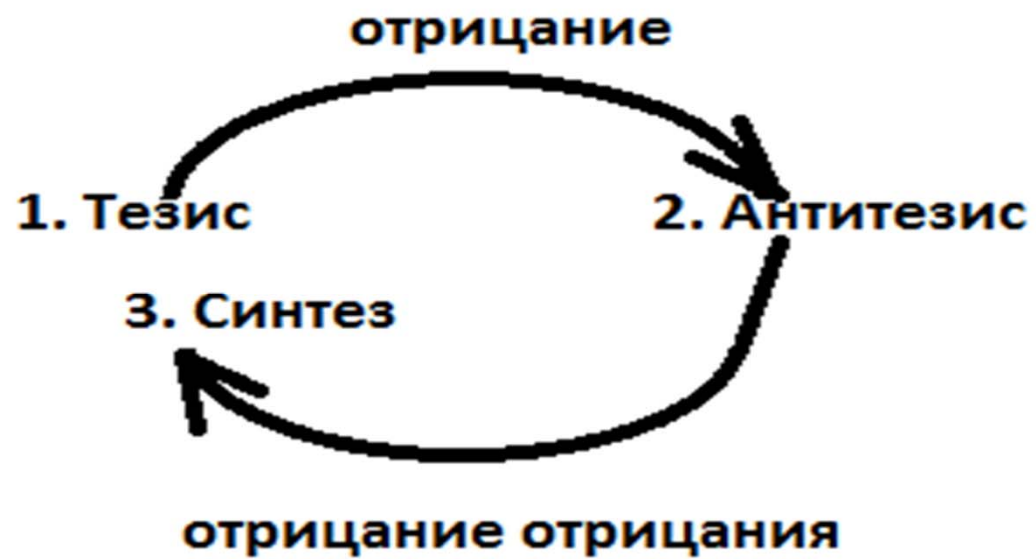 отрицание
1. Тезис
2. Антитезис
3. Синтез
отрицание отрицания